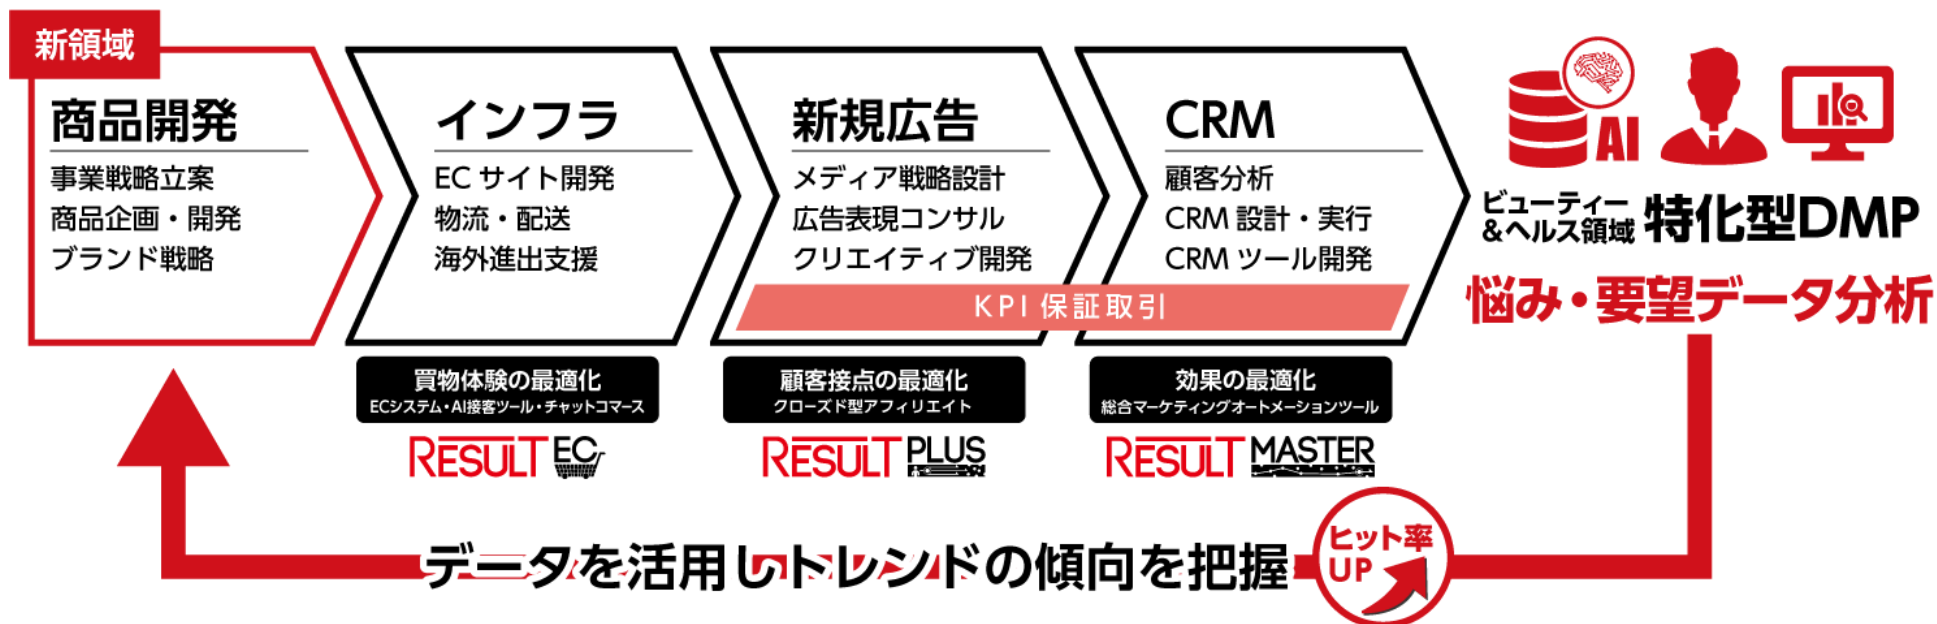 新領域
商品開発
事業戦略立案
商品企画・開発
ブランド戦略
インフラ
EC サイト開発
物流・配送
海外進出支援
新規広告
メディア戦略設計
広告表現コンサル
クリエイティブ開発
CRM
顧客分析
CRM 設計・実行
CRM ツール開発
KPI 保証取引
AI
ビューティー
&ヘルス領域
特化型DMP
悩み・要望データ分析
買物体験の最適化
ECシステム・AI接客ツール・チャットコマース
RESULT EC
顧客接点の最適化
クローズド型アフィリエイト
RESULT PLUS
効果の最適化
総合マーケティングオートメーションツール
RESULT MASTER
データを活用しトレンドの傾向を把握
ヒット率
UP